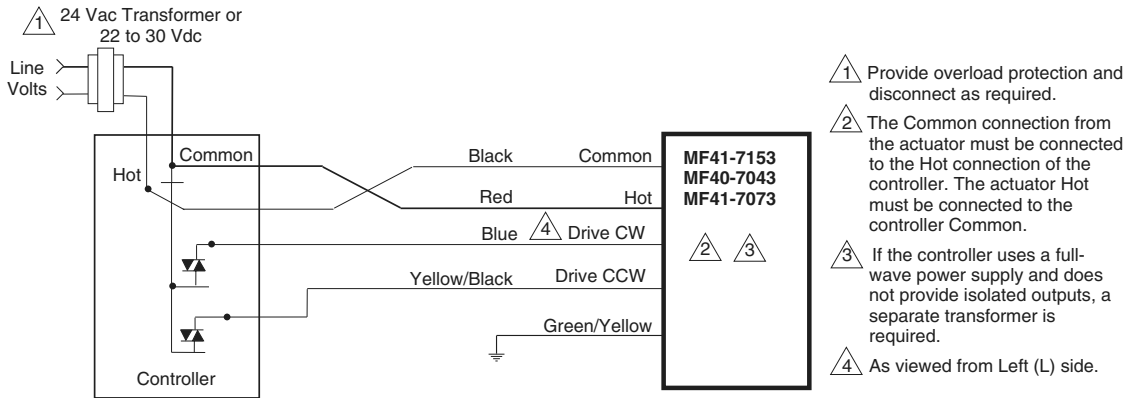 1
24 Vac Transformer or
22 to 30 Vdc
Line
Volts
Common
Hot
Controller
Black Common
Red Hot
Blue 4 Drive CW
Yellow/Black Drive CCW
Green/Yellow
MF41-7153
MF40-7043
MF41-7073
2 3
1 Provide overload protection and
disconnect as required.
2 The Common connection from
the actuator must be connected
to the Hot connection of the
controller. The actuator Hot
must be connected to the
controller Common.
3 If the controller uses a full-
wave power supply and does
not provide isolated outputs, a
separate transformer is
required.
4 As viewed from Left (L) side.